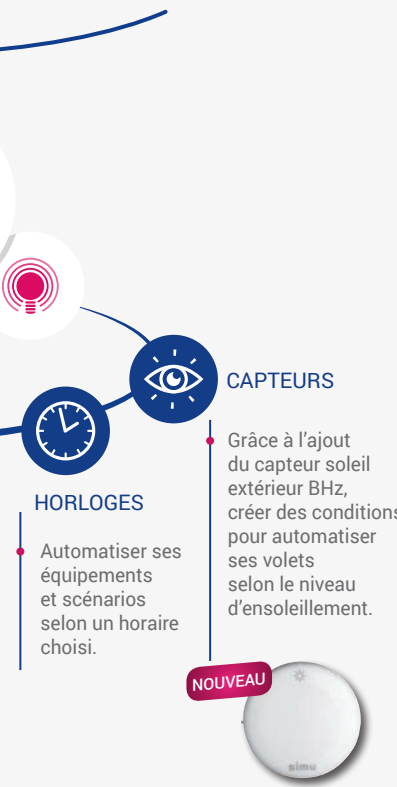 CAPTEURS
Grâce à l'ajout
du capteur soleil
extérieur BHz,
créer des conditions
pour automatiser
ses volets
selon le niveau
d'ensoleillement.
HORLOGES
Automatiser ses
équipements
et scénarios
selon un horaire
choisi.
NOUVEAU
simu